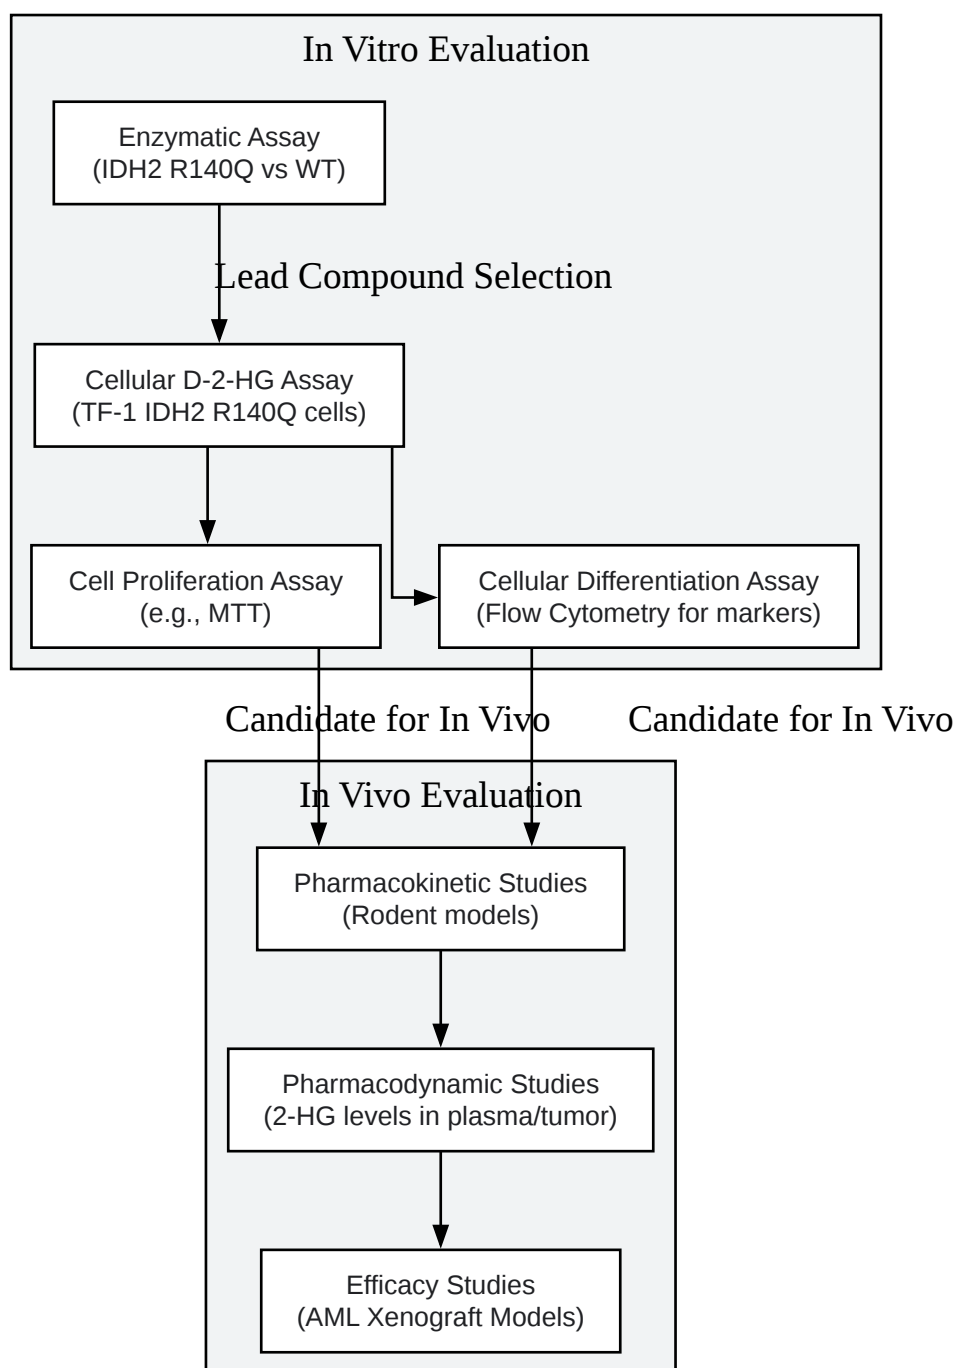 In Vitro Evaluation
Enzymatic Assay
(IDH2 R140Q vs WT)
Lead Compound Selection
Cellular D-2-HG Assay
(TF-1 IDH2 R140Q cells)
Cell Proliferation Assay
(e.g., MTT)
Cellular Differentiation Assay
(Flow Cytometry for markers)
Candidate for In Vivo
Candidate for In Vivo
In Vivo Evaluation
Pharmacokinetic Studies
(Rodent models)
Pharmacodynamic Studies
(2-HG levels in plasma/tumor)
Efficacy Studies
(AML Xenograft Models)